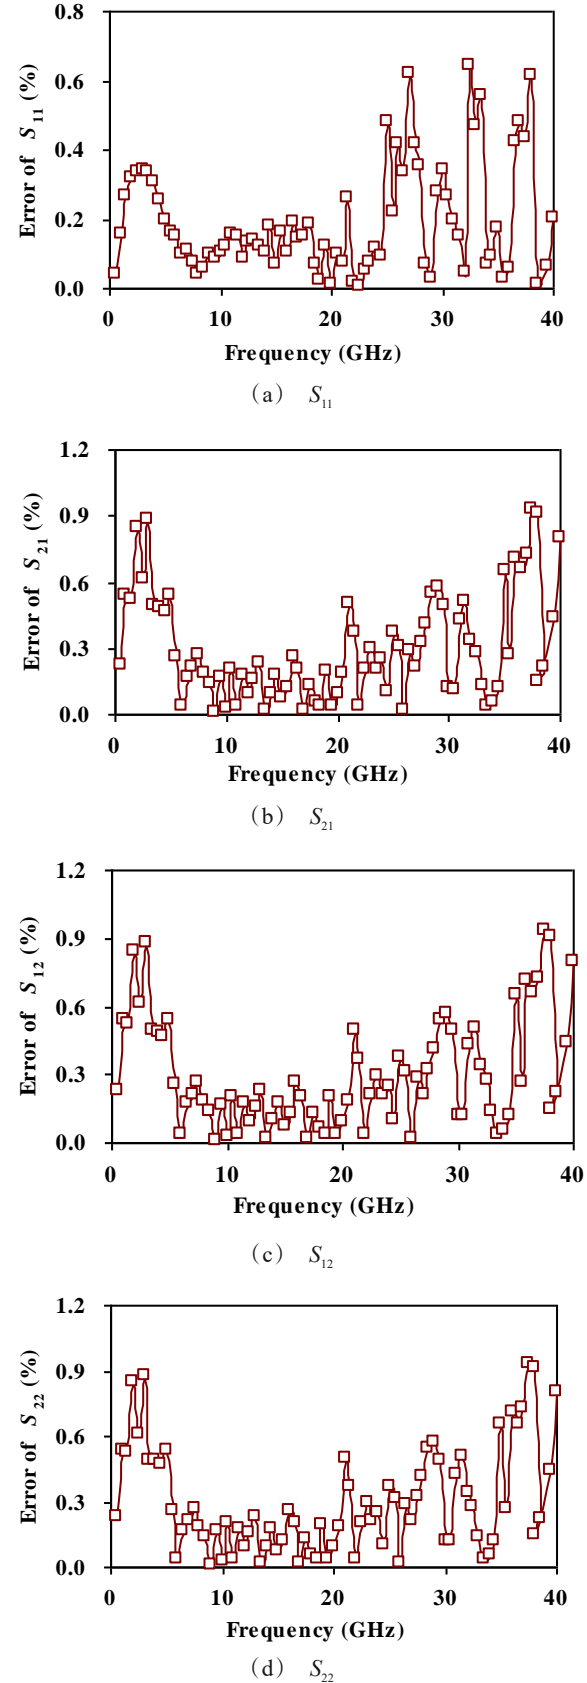 0.8
0.6
0.4
0.2
0.0
Error of S11 (%)
0 10 20 30 40
Frequency (GHz)
(a) S11
1.2
0.9
0.6
0.3
0.0
Error of S21 (%)
0 10 20 30 40
Frequency (GHz)
(b) S21
1.2
0.9
0.6
0.3
0.0
Error of S12 (%)
0 10 20 30 40
Frequency (GHz)
(c) S12
1.2
0.9
0.6
0.3
0.0
Error of S22 (%)
0 10 20 30 40
Frequency (GHz)
(d) S22